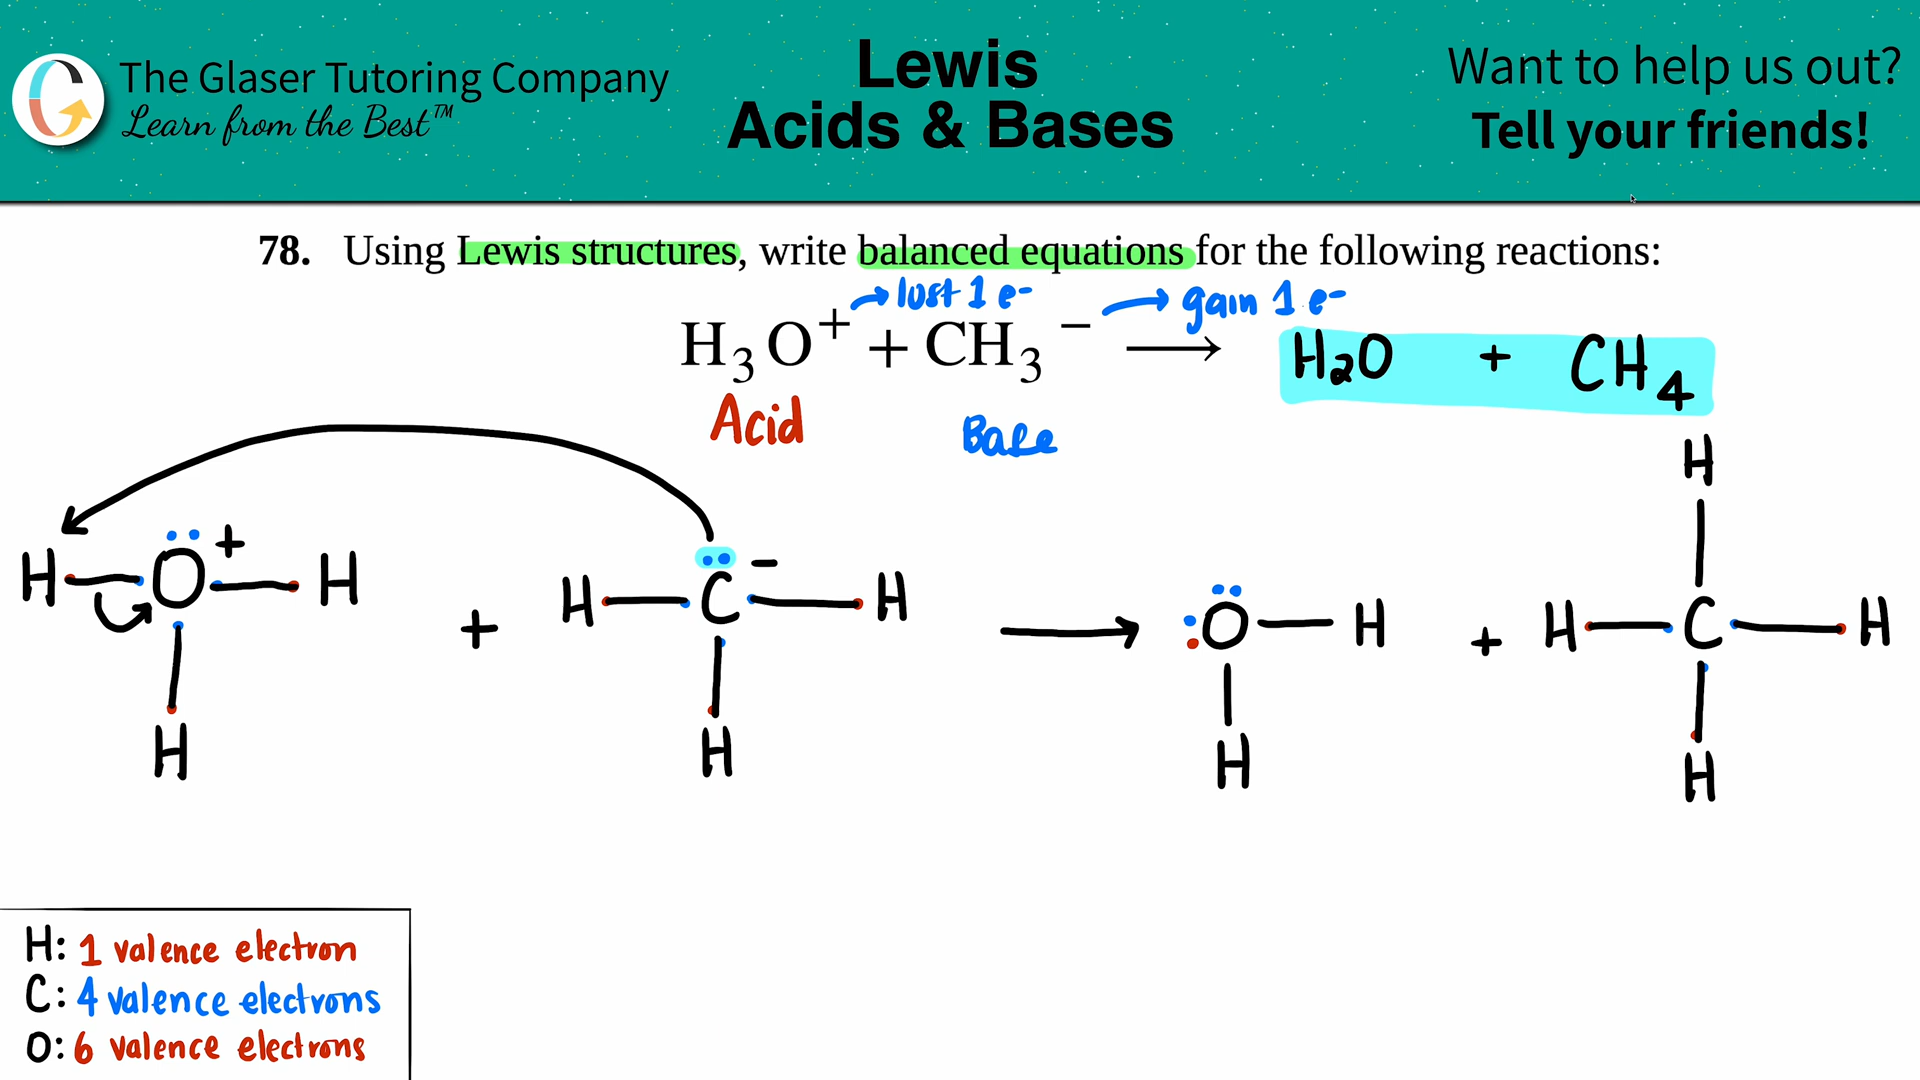 The Glaser Tutoring Company
Learn from the Best™
Lewis
Acids & Bases
Want to help us out?
Tell your friends!
78. Using Lewis structures, write balanced equations for the following reactions:
→ lost 1 e-
→ gain 1 e-
H₃O⁺ + CH₃⁻ ⟶ H₂O + CH₄
Acid
Base
H
H O + H
H
+
H C − H
H
→
O H
H
+
H C H
H
H: 1 valence electron
C: 4 valence electrons
O: 6 valence electrons